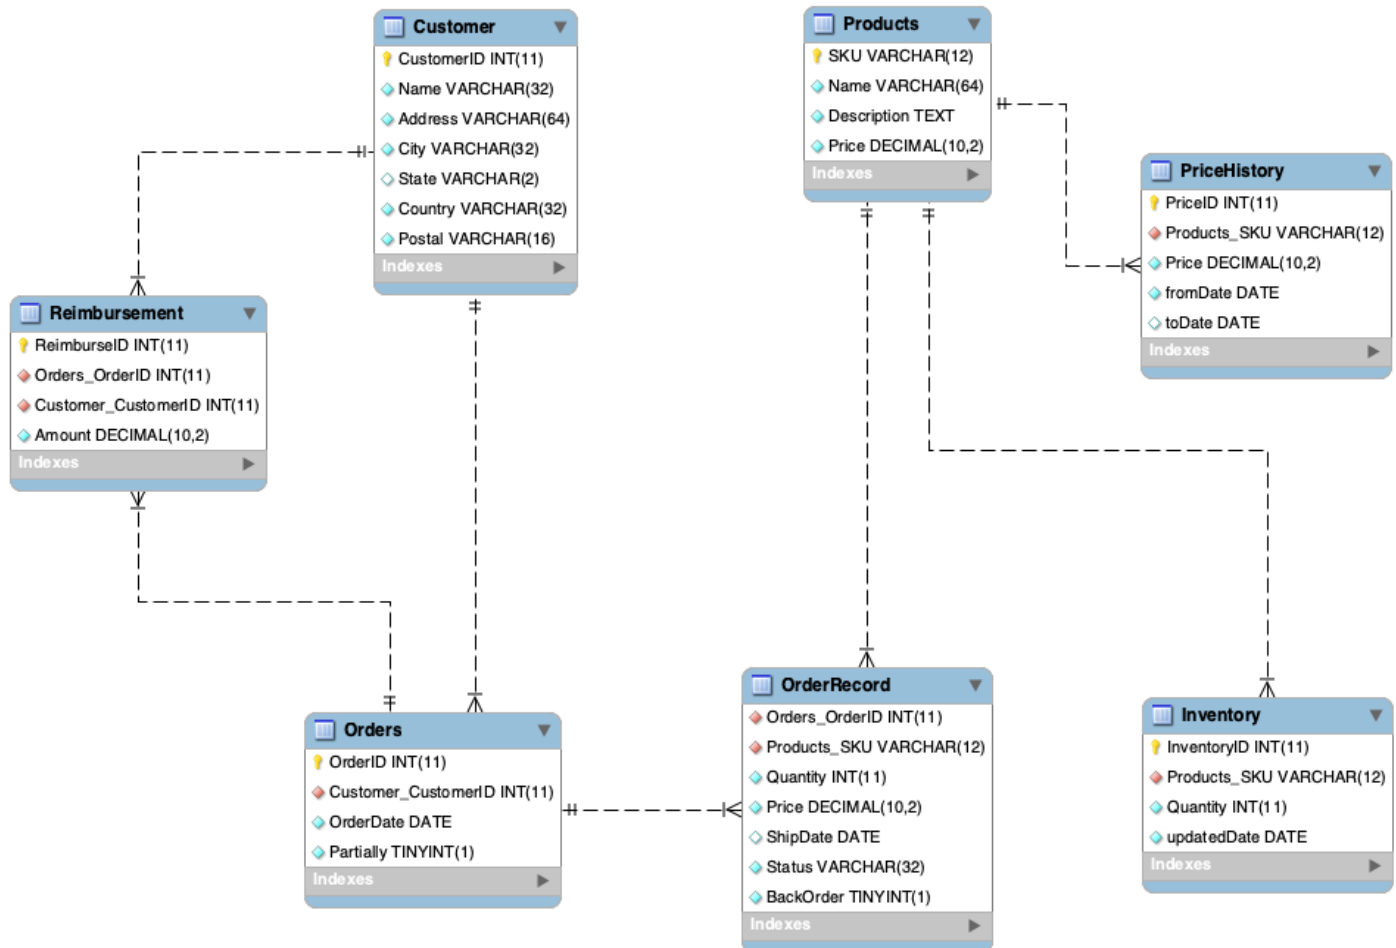 Customer
CustomerID INT(11)
Name VARCHAR(32)
Address VARCHAR(64)
City VARCHAR(32)
State VARCHAR(2)
Country VARCHAR(32)
Postal VARCHAR(16)
Indexes
Products
SKU VARCHAR(12)
Name VARCHAR(64)
Description TEXT
Price DECIMAL(10,2)
Indexes
PriceHistory
PriceID INT(11)
Products_SKU VARCHAR(12)
Price DECIMAL(10,2)
fromDate DATE
toDate DATE
Indexes
Reimbursement
ReimburseID INT(11)
Orders_OrderID INT(11)
Customer_CustomerID INT(11)
Amount DECIMAL(10,2)
Indexes
Orders
OrderID INT(11)
Customer_CustomerID INT(11)
OrderDate DATE
Partially TINYINT(1)
Indexes
OrderRecord
Orders_OrderID INT(11)
Products_SKU VARCHAR(12)
Quantity INT(11)
Price DECIMAL(10,2)
ShipDate DATE
Status VARCHAR(32)
BackOrder TINYINT(1)
Indexes
Inventory
InventoryID INT(11)
Products_SKU VARCHAR(12)
Quantity INT(11)
updatedDate DATE
Indexes